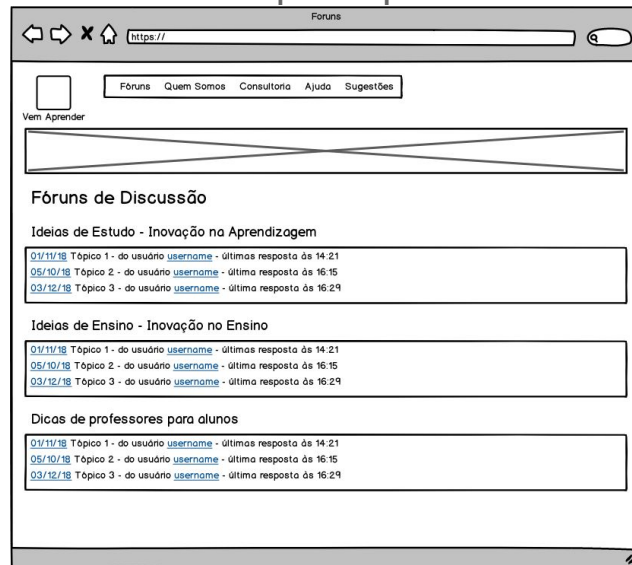 Foruns
https://
Fóruns Quem Somos Consultoria Ajuda Sugestões
Vem Aprender
Fóruns de Discussão
Ideias de Estudo - Inovação na Aprendizagem
01/11/18 Tópico 1 - do usuário username - últimas resposta às 14:21
05/10/18 Tópico 2 - do usuário username - última resposta às 16:15
03/12/18 Tópico 3 - do usuário username - última resposta às 16:29
Ideias de Ensino - Inovação no Ensino
01/11/18 Tópico 1 - do usuário username - últimas resposta às 14:21
05/10/18 Tópico 2 - do usuário username - última resposta às 16:15
03/12/18 Tópico 3 - do usuário username - última resposta às 16:29
Dicas de professores para alunos
01/11/18 Tópico 1 - do usuário username - últimas resposta às 14:21
05/10/18 Tópico 2 - do usuário username - última resposta às 16:15
03/12/18 Tópico 3 - do usuário username - última resposta às 16:29